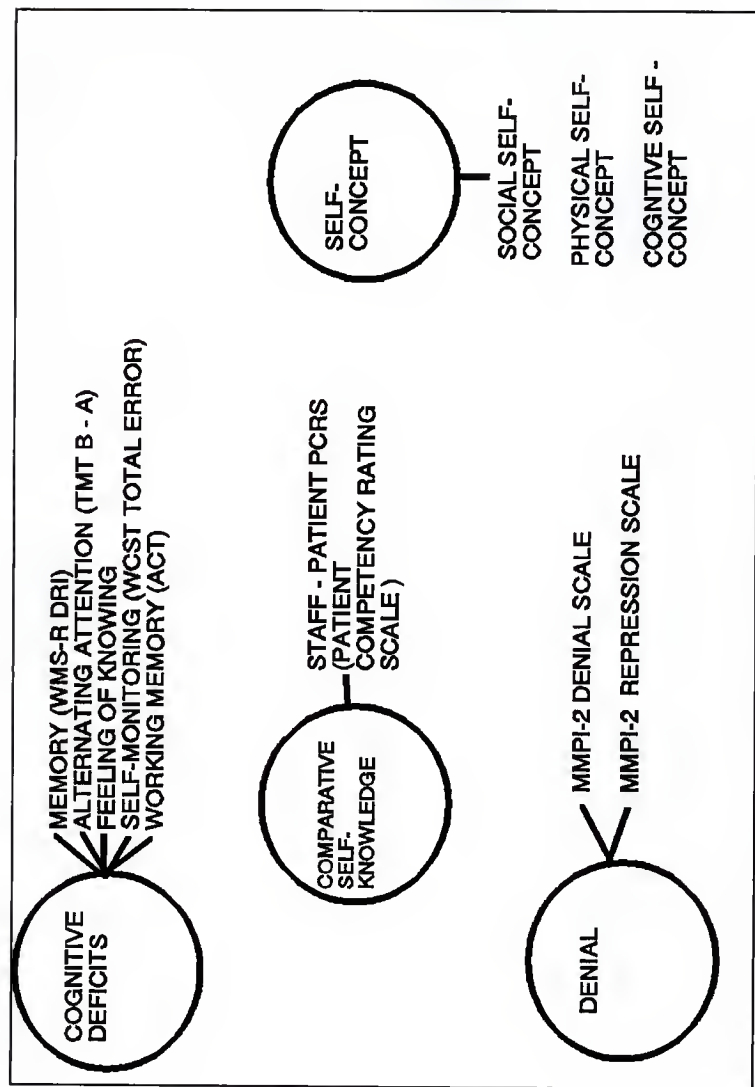 COGNITIVE
DEFICITS
MEMORY (WMS-R DRI)
ALTERNATING ATTENTION (TMT B - A)
FEELING OF KNOWING
SELF-MONITORING (WCST TOTAL ERROR)
WORKING MEMORY (ACT)
COMPARATIVE
SELF-
KNOWLEDGE
STAFF - PATIENT PCRS
(PATIENT
COMPETENCY RATING
SCALE )
SELF-
CONCEPT
SOCIAL SELF-
CONCEPT
PHYSICAL SELF-
CONCEPT
COGNTIVE SELF -
CONCEPT
DENIAL
MMPI-2 DENIAL SCALE
MMPI-2 REPRESSION SCALE